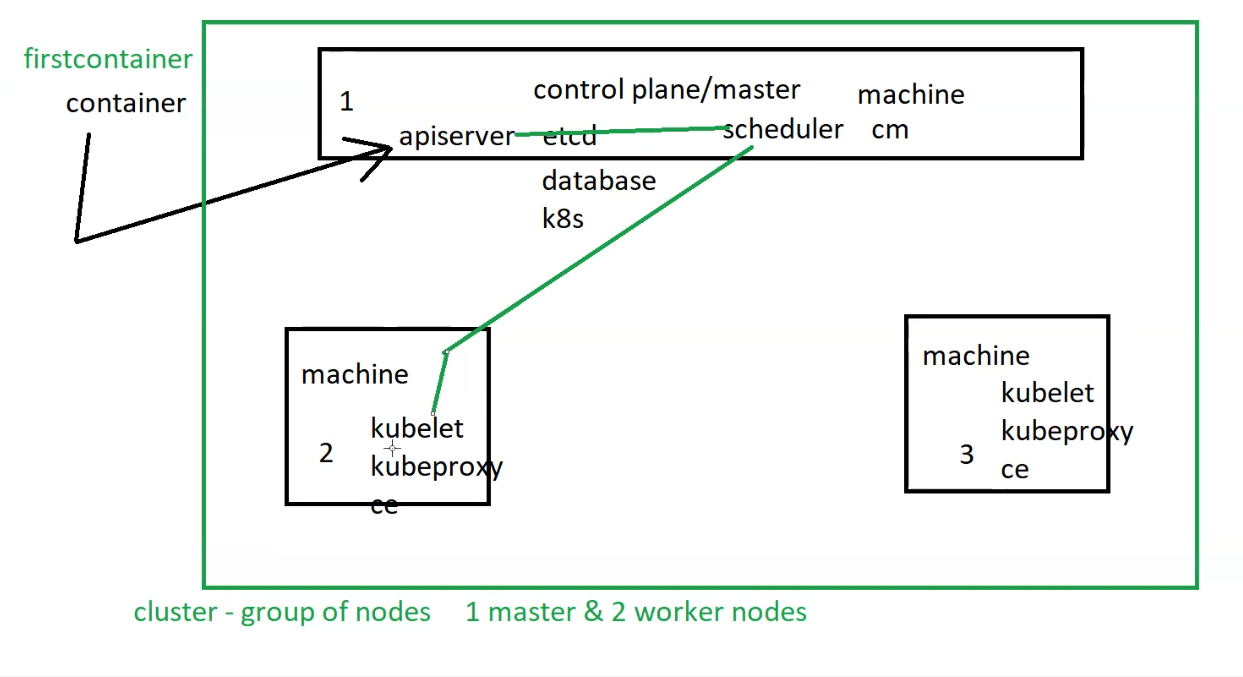 firstcontainer
container
1
control plane/master
machine
apiserver
etcd
scheduler
cm
database
k8s
machine
2
kubelet
kubeproxy
ce
machine
kubelet
kubeproxy
3
ce
cluster - group of nodes
1 master & 2 worker nodes